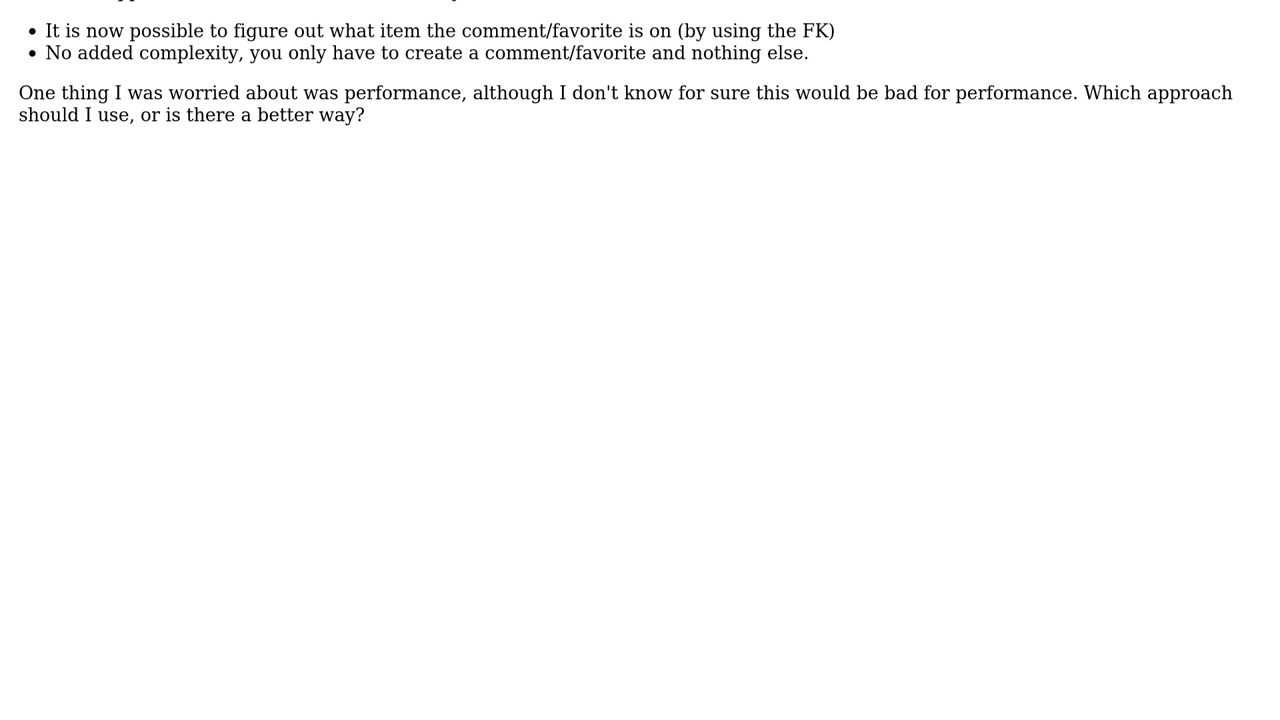 It is now possible to figure out what item the comment/favorite is on (by using the FK)
No added complexity, you only have to create a comment/favorite and nothing else.
One thing I was worried about was performance, although I don't know for sure this would be bad for performance. Which approach
should I use, or is there a better way?